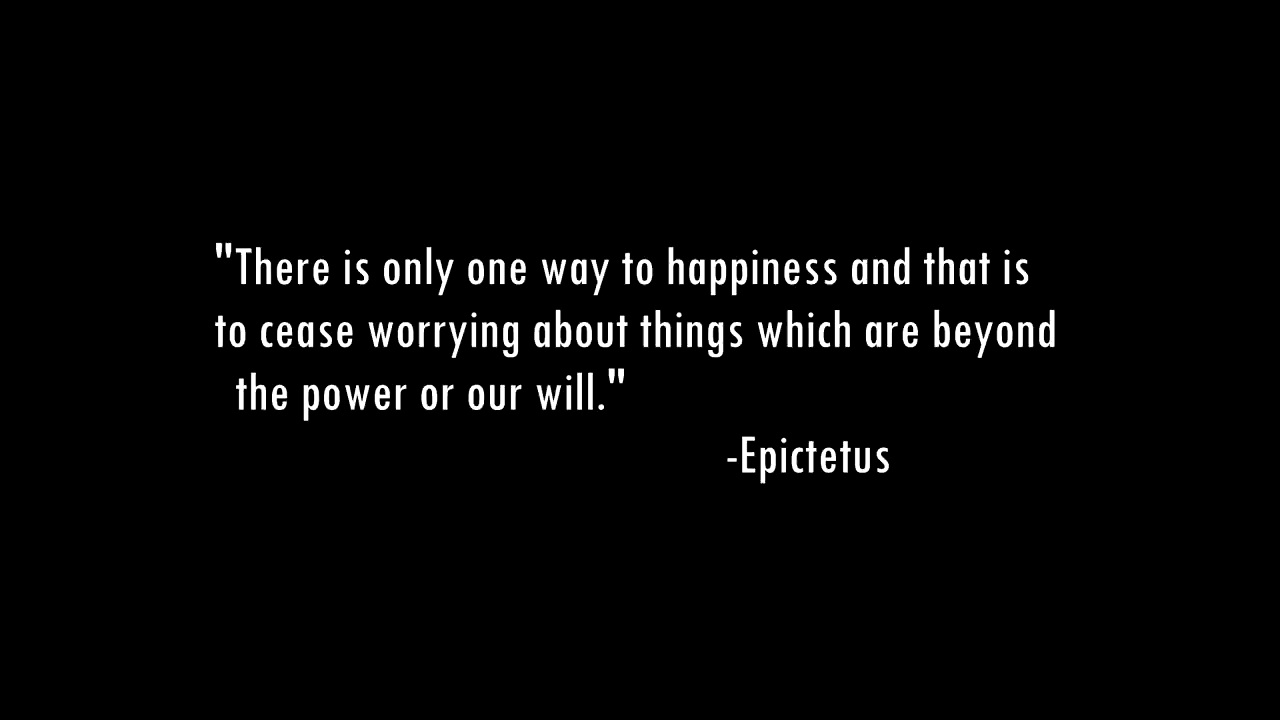 "There is only one way to happiness and that is
to cease worrying about things which are beyond
the power or our will."
-Epictetus